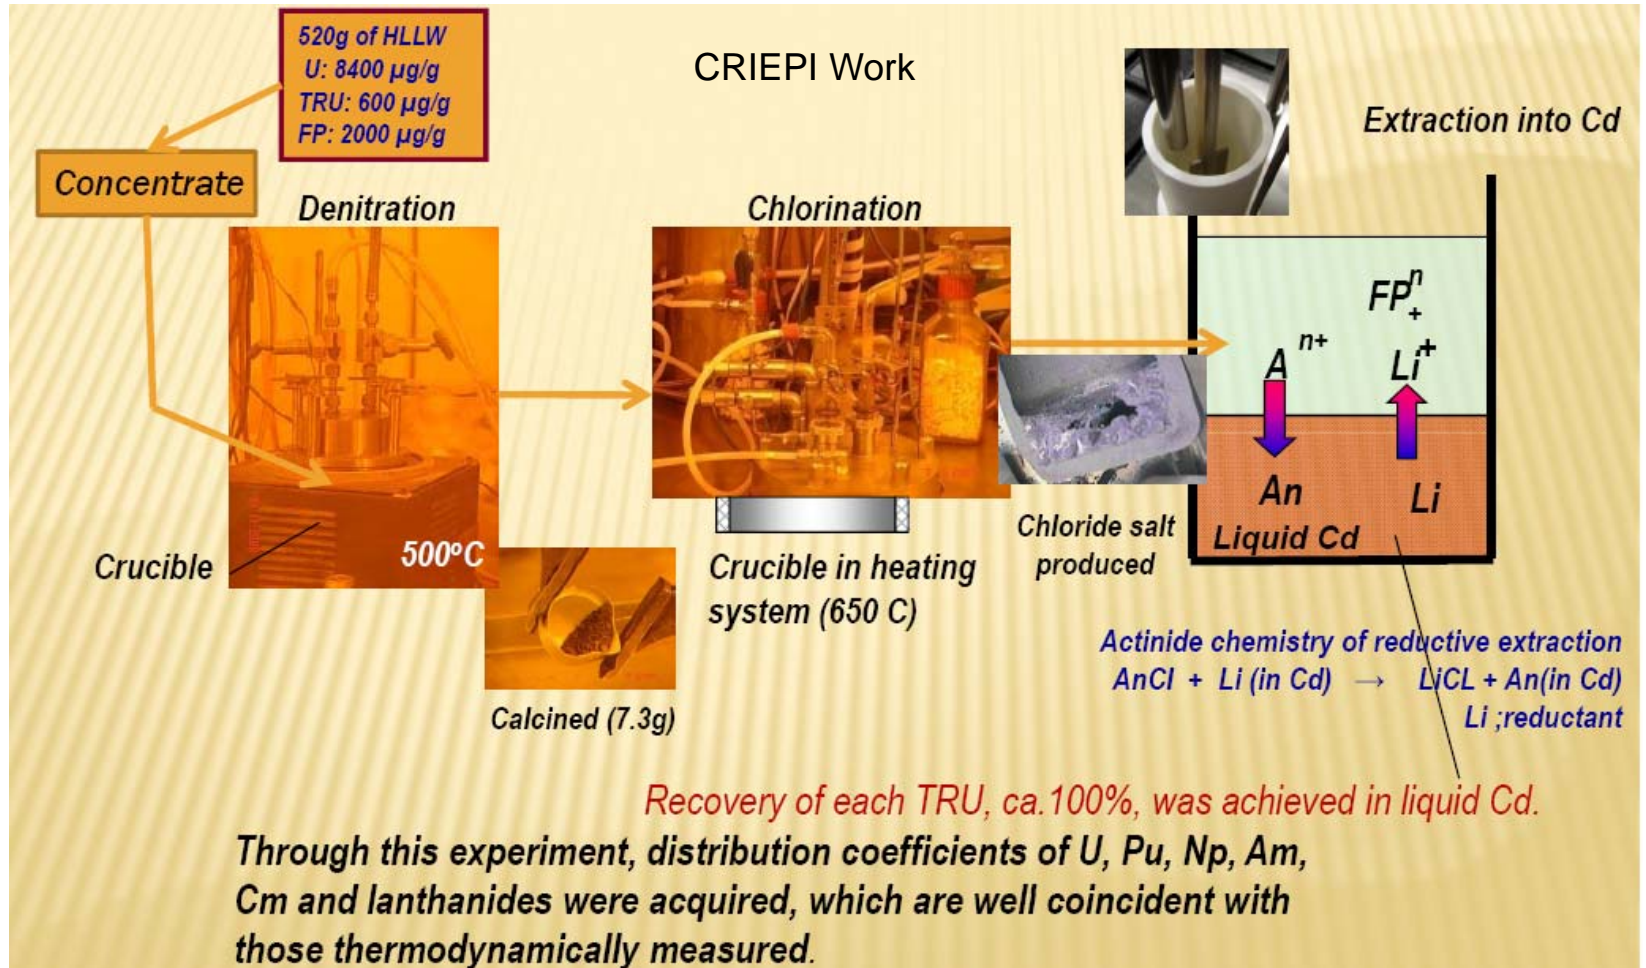 520g of HLLW
U: 8400 µg/g
TRU: 600 µg/g
FP: 2000 µg/g
CRIEPI Work
Extraction into Cd
Concentrate
Denitration
Chlorination
FP n +
A n+
Li+
An
Li
Liquid Cd
Crucible
500°C
Chloride salt
produced
Crucible in heating
system (650 C)
Calcined (7.3g)
Actinide chemistry of reductive extraction
AnCl + Li (in Cd) → LiCL + An(in Cd)
Li ;reductant
Recovery of each TRU, ca.100%, was achieved in liquid Cd.
Through this experiment, distribution coefficients of U, Pu, Np, Am,
Cm and lanthanides were acquired, which are well coincident with
those thermodynamically measured.